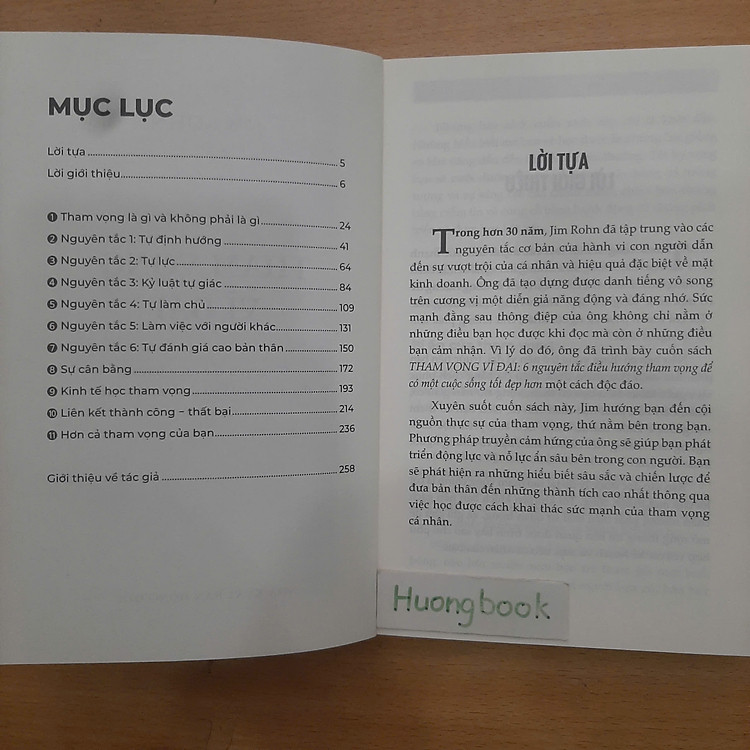 MỤC LỤC
Lời tựa 5
Lời giới thiệu 6
1 Tham vọng là gì và không phải là gì 24
2 Nguyên tắc 1: Tự định hướng 41
3 Nguyên tắc 2: Tự lực 64
4 Nguyên tắc 3: Kỷ luật tự giác 84
5 Nguyên tắc 4: Tự làm chủ 109
6 Nguyên tắc 5: Làm việc với người khác 131
7 Nguyên tắc 6: Tự đánh giá cao bản thân 150
8 Sự cân bằng 172
9 Kinh tế học tham vọng 193
10 Liên kết thành công – thất bại 214
11 Hơn cả tham vọng của bạn 236
Giới thiệu về tác giả 258
LỜI TỰA
Trong hơn 30 năm, Jim Rohn đã tập trung vào các
nguyên tắc cơ bản của hành vi con người dẫn
đến sự vượt trội của cá nhân và hiệu quả đặc biệt về mặt
kinh doanh. Ông đã tạo dựng được danh tiếng vô song
trên cương vị một diễn giả năng động và đáng nhớ. Sức
mạnh đằng sau thông điệp của ông không chỉ nằm ở
những điều bạn học được khi đọc mà còn ở những điều
bạn cảm nhận. Vì lý do đó, ông đã trình bày cuốn sách
THAM VỌNG VĨ ĐẠI: 6 nguyên tắc điều hướng tham vọng để
có một cuộc sống tốt đẹp hơn một cách độc đáo.
Xuyên suốt cuốn sách này, Jim hướng bạn đến cội
nguồn thực sự của tham vọng, thứ nằm bên trong bạn.
Phương pháp truyền cảm hứng của ông sẽ giúp bạn phát
triển động lực và nỗ lực ẩn sâu bên trong con người. Bạn
sẽ phát hiện ra những hiểu biết sâu sắc và chiến lược để
đưa bản thân đến những thành tích cao nhất thông qua
việc học được cách khai thác sức mạnh của tham vọng
cá nhân.
Huongbook